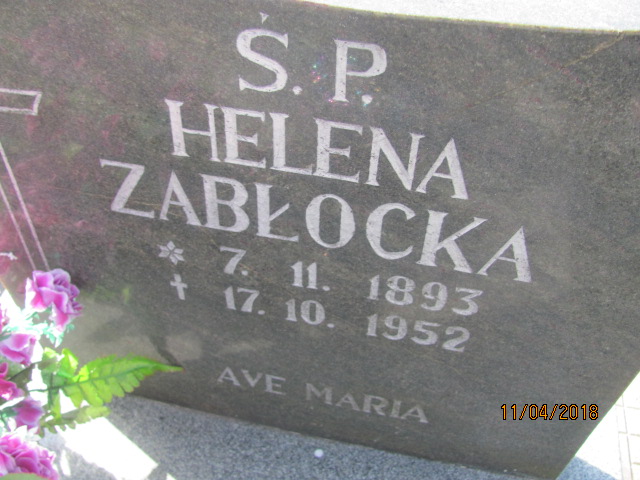 Ś. P.
HELENA
ZABŁOCKA
* 7. 11. 1893
† 17. 10. 1952
AVE MARIA
11/04/2018